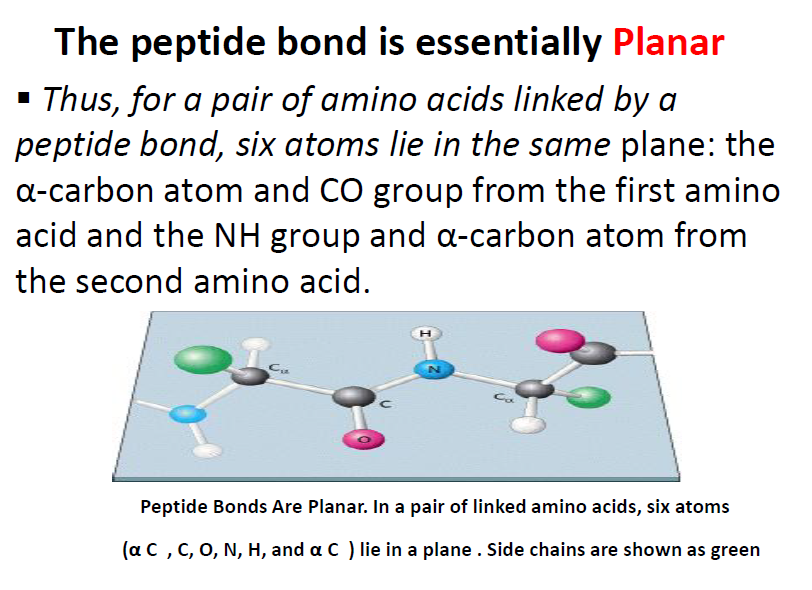 The peptide bond is essentially Planar
▪ Thus, for a pair of amino acids linked by a
peptide bond, six atoms lie in the same plane: the
α-carbon atom and CO group from the first amino
acid and the NH group and α-carbon atom from
the second amino acid.
H
Cα
N
C
Cα
O
Peptide Bonds Are Planar. In a pair of linked amino acids, six atoms
(α C , C, O, N, H, and α C ) lie in a plane . Side chains are shown as green